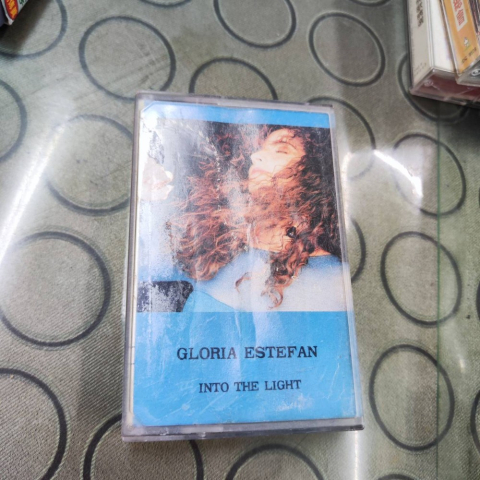 GLORIA ESTEFAN
INTO THE LIGHT